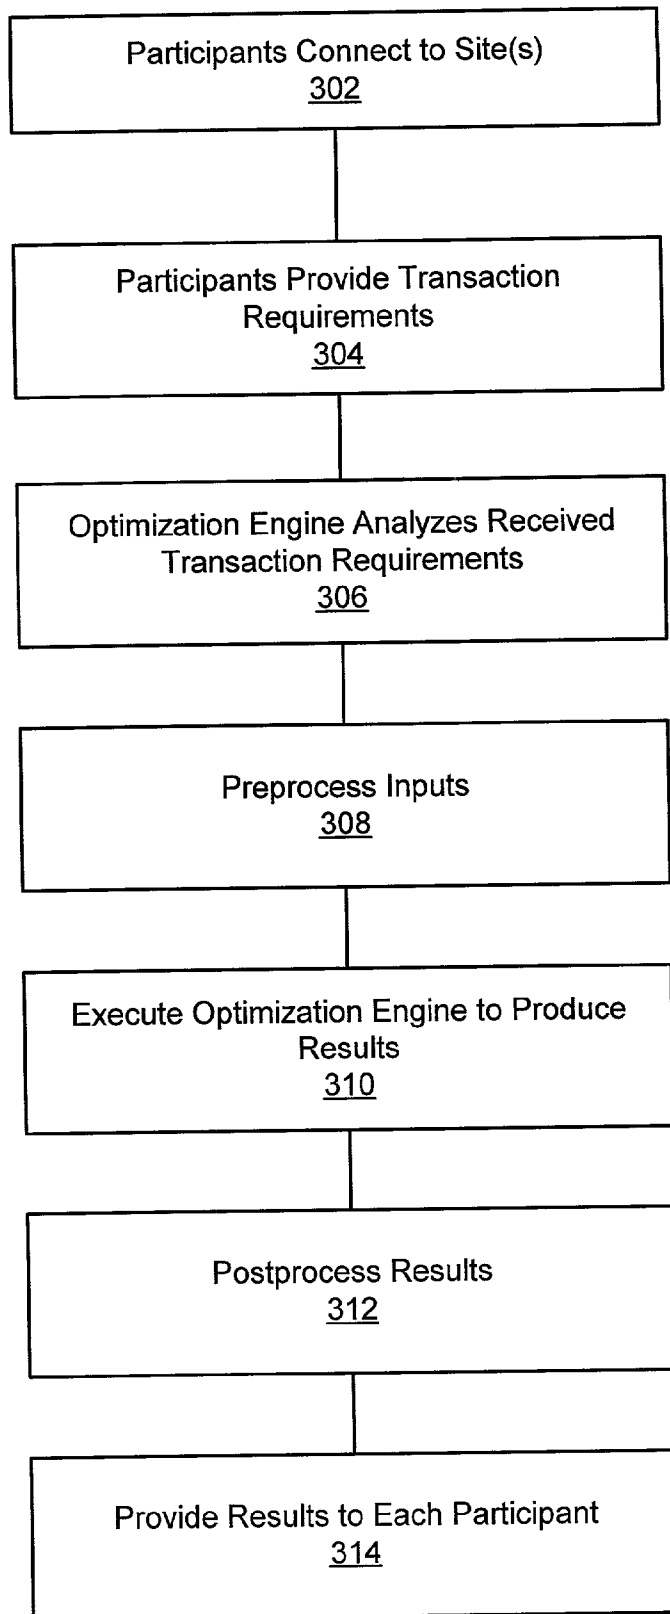 Participants Connect to Site(s)
302
Participants Provide Transaction
Requirements
304
Optimization Engine Analyzes Received
Transaction Requirements
306
Preprocess Inputs
308
Execute Optimization Engine to Produce
Results
310
Postprocess Results
312
Provide Results to Each Participant
314